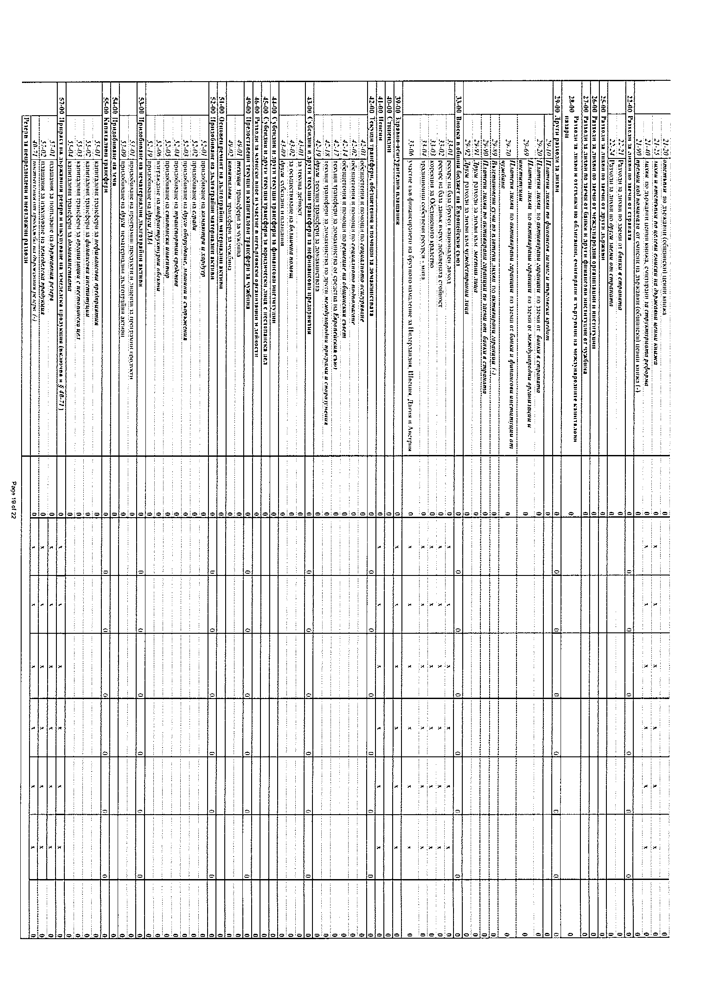 21-20 отстъпки по държавни (общински) ценни книжа 0 0
21-25 лихви и отстъпки по целеви емисии на държавни ценни книжа 0 x x x x x x 0
21-40 лихви по държавни ценни книжа, емитирани за структурната реформа 0 x x x x x x 0
21-90 премии над номинала от емисии на държавни (общински) ценни книжа (-) 0 0
22-00 Разходи за лихви по заеми от страната 0 0 0 0 0 0 0 0
22-21 Разходи за лихви по заеми от банки в страната 0 0
22-24 Разходи за лихви по други заеми от страната 0 0
25-00 Разходи за лихви по заеми от други държави 0 0
26-00 Разходи за лихви по заеми от международни организации и институции 0 0
27-00 Разходи за лихви по заеми от банки и други финансови институции от чужбина 0 0
28-00 Разходи за лихви и отстъпки по облигации, емитирани и търгувани на международните капиталови
пазари 0 0
29-00 Други разходи за лихви 0 0 0 0 0 0 0 0
29-10 Платени лихви по финансов лизинг и търговски кредит 0 0
29-20 Платени лихви по активирани гаранции по заеми от банки в страната 0 0
29-69 Платени лихви по активирани гаранции по заеми от международни организации и
институции 0 0
29-70 Платени лихви по активирани гаранции по заеми от банки и финансови институции от
чужбина 0 0
29-89 Възстановени суми по платени лихви по активирани гаранции (-) 0 0
29-90 Платени лихви по активирани гаранции по заеми от банки в страната 0 0
29-91 Други разходи за лихви към местни лица 0 0
29-92 Други разходи за лихви към чуждестранни лица 0 0
33-00 Вноска в общия бюджет на Европейския съюз 0 0 0 0 0 0 0 0
33-01 ресурс на база брутен национален доход 0 x x x x x x 0
33-02 ресурс на база данък върху добавената стойност 0 x x x x x x 0
33-03 корекция за Обединеното кралство 0 x x x x x x 0
33-04 традиционни собствени ресурси - мита 0 x x x x x x 0
33-06 участие във финансирането на брутното намаление за Нидерландия, Швеция, Дания и Австрия 0 x x x x x x 0
39-00 Здравно-осигурителни плащания 0 x x x x x x 0
40-00 Стипендии 0 0
41-00 Пенсии 0 x x x x x x 0
42-00 Текущи трансфери, обезщетения и помощи за домакинствата 0 0 0 0 0 0 0 0
42-01 обезщетения и помощи по социалното осигуряване 0 0
42-02 обезщетения и помощи по социалното подпомагане 0 0
42-14 обезщетения и помощи по решение на общинския съвет 0 0
42-17 текущи трансфери за домакинства от средства на Европейския съюз 0 0
42-18 текущи трансфери за домакинства по други международни програми и споразумения 0 0
42-19 други текущи трансфери за домакинствата 0 0
43-00 Субсидии и други текущи трансфери за нефинансови предприятия 0 0 0 0 0 0 0 0
43-01 за текуща дейност 0 0
43-02 за осъществяване на болнична помощ 0 0
43-09 други субсидии и плащания 0 0
44-00 Субсидии и други текущи трансфери за финансови институции 0 0
45-00 Субсидии и други текущи трансфери за юридически лица с нестопанска цел 0 0
46-00 Разходи за членски внос и участие в нетърговски организации и дейности 0 0
49-00 Предоставени текущи и капиталови трансфери за чужбина 0 0 0 0 0 0 0 0
49-01 текущи трансфери за чужбина 0 0
49-02 капиталови трансфери за чужбина 0 0
51-00 Основен ремонт на дълготрайни материални активи 0 0
52-00 Придобиване на дълготрайни материални активи 0 0 0 0 0 0 0 0
52-01 придобиване на компютри и хардуер 0 0
52-02 придобиване на сгради 0 0
52-03 придобиване на друго оборудване, машини и съоръжения 0 0
52-04 придобиване на транспортни средства 0 0
52-05 придобиване на стопански инвентар 0 0
52-06 изграждане на инфраструктурни обекти 0 0
52-19 придобиване на други ДМА 0 0
53-00 Придобиване на нематериални дълготрайни активи 0 0 0 0 0 0 0 0
53-01 придобиване на програмни продукти и лицензи за програмни продукти 0 0
53-09 придобиване на други нематериални дълготрайни активи 0 0
54-00 Придобиване на земя 0 0
55-00 Капиталови трансфери 0 0 0 0 0 0 0 0
55-01 капиталови трансфери за нефинансови предприятия 0 0
55-02 капиталови трансфери за финансови институции 0 0
55-03 капиталови трансфери за организации с нестопанска цел 0 0
55-04 капиталови трансфери за домакинствата 0 0
57-00 Прираст на държавния резерв и изкупуване на земеделска продукция (включва и § 40-71) 0 x x x x x x 0
57-01 плащания за попълване на държавния резерв 0 x x x x x x 0
57-02 плащания за изкупуване на земеделска продукция 0 x x x x x x 0
40-71 постъпления от продажби на държавния резерв (-) 0 x x x x x x 0
Резерв за непредвидени и неотложни разходи
Page 18 of 22